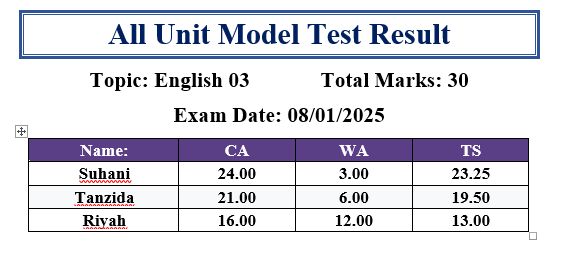 All Unit Model Test Result
Topic: English 03 Total Marks: 30
Exam Date: 08/01/2025
Name: CA WA TS
Suhani 24.00 3.00 23.25
Tanzida 21.00 6.00 19.50
Riyah 16.00 12.00 13.00